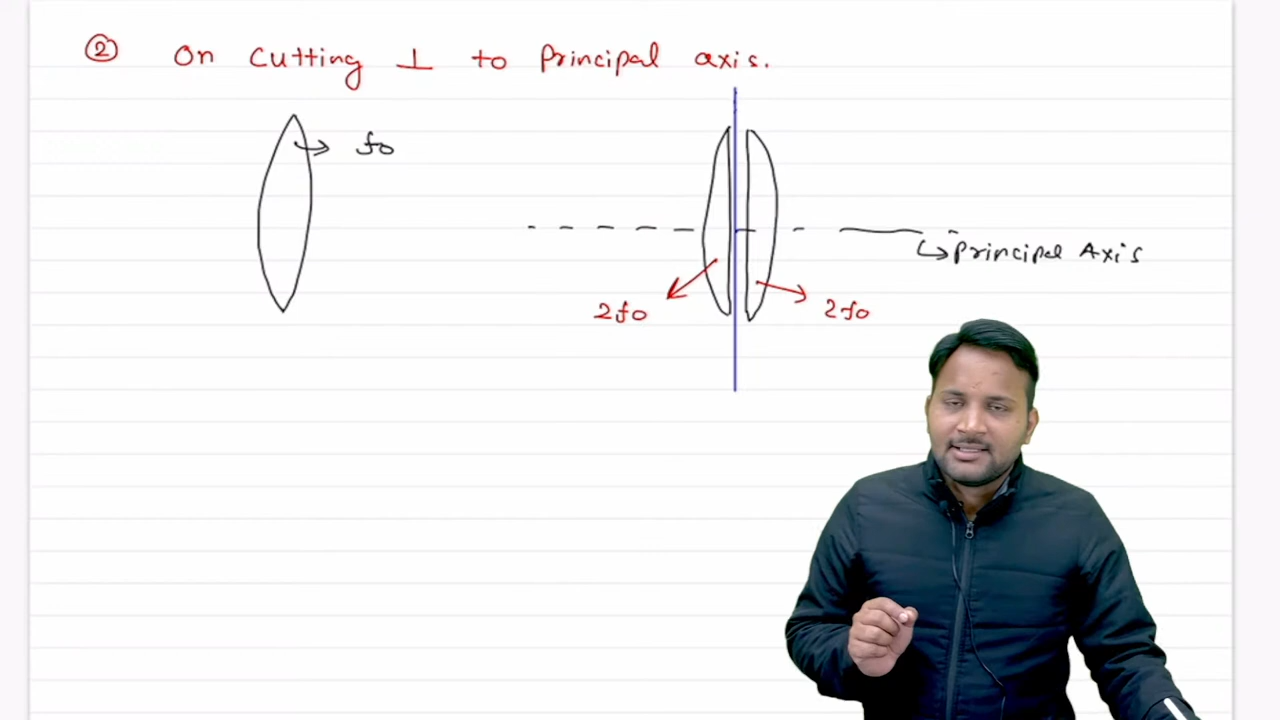 ② On Cutting ⊥ to Principal axis.
fo
Principal Axis
2fo
2fo